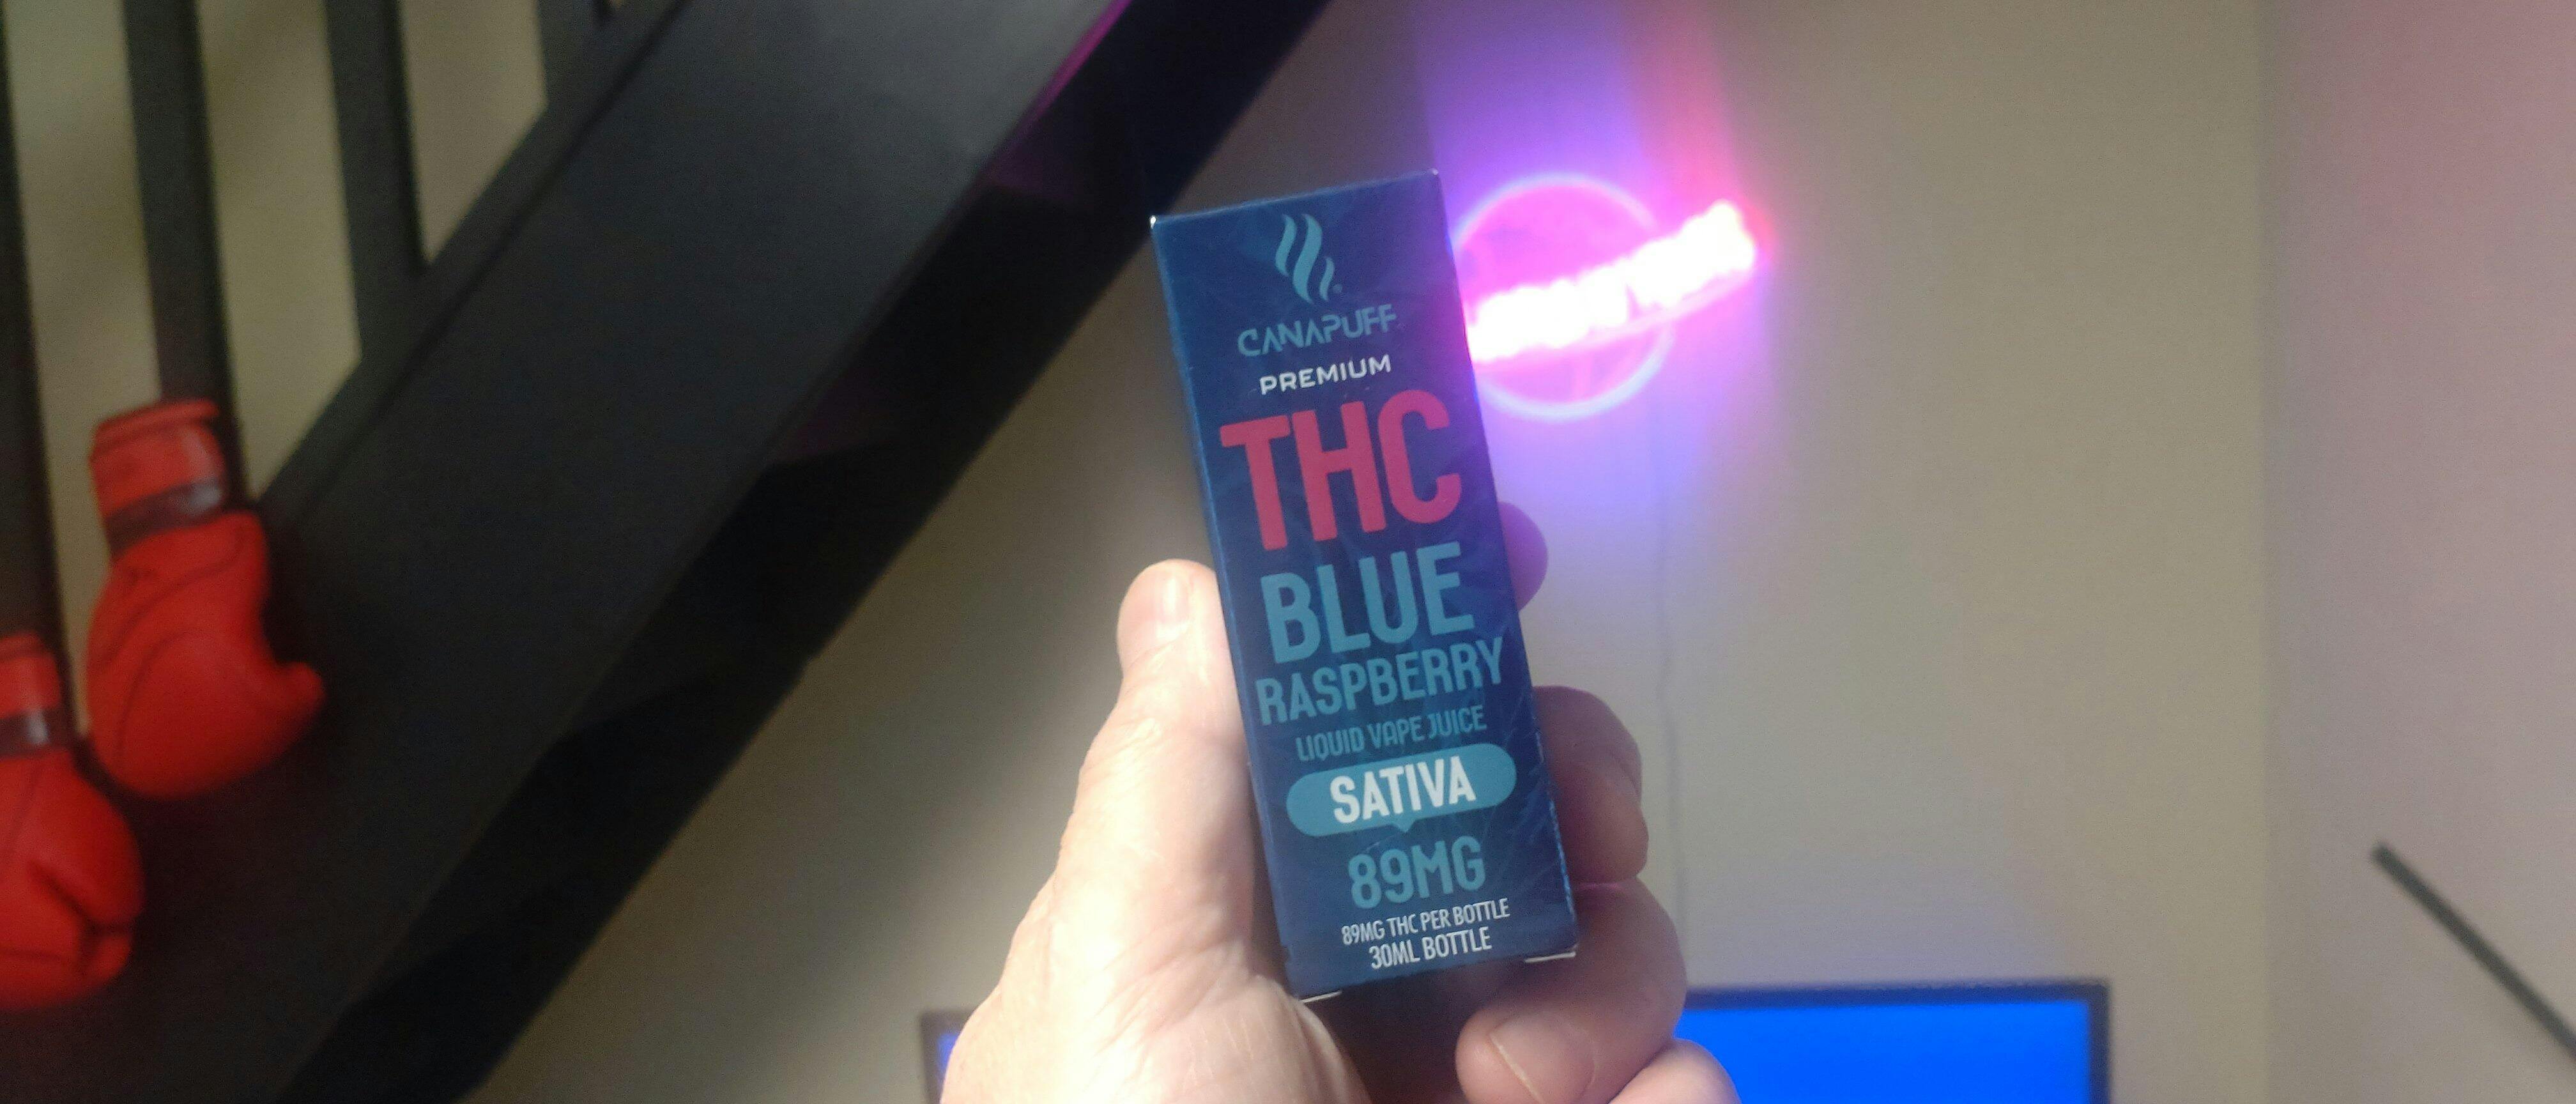 CANAPUFF
PREMIUM
THC
BLUE
RASPBERRY
LIQUID VAPE JUICE
SATIVA
89MG
89MG THC PER BOTTLE
30ML BOTTLE